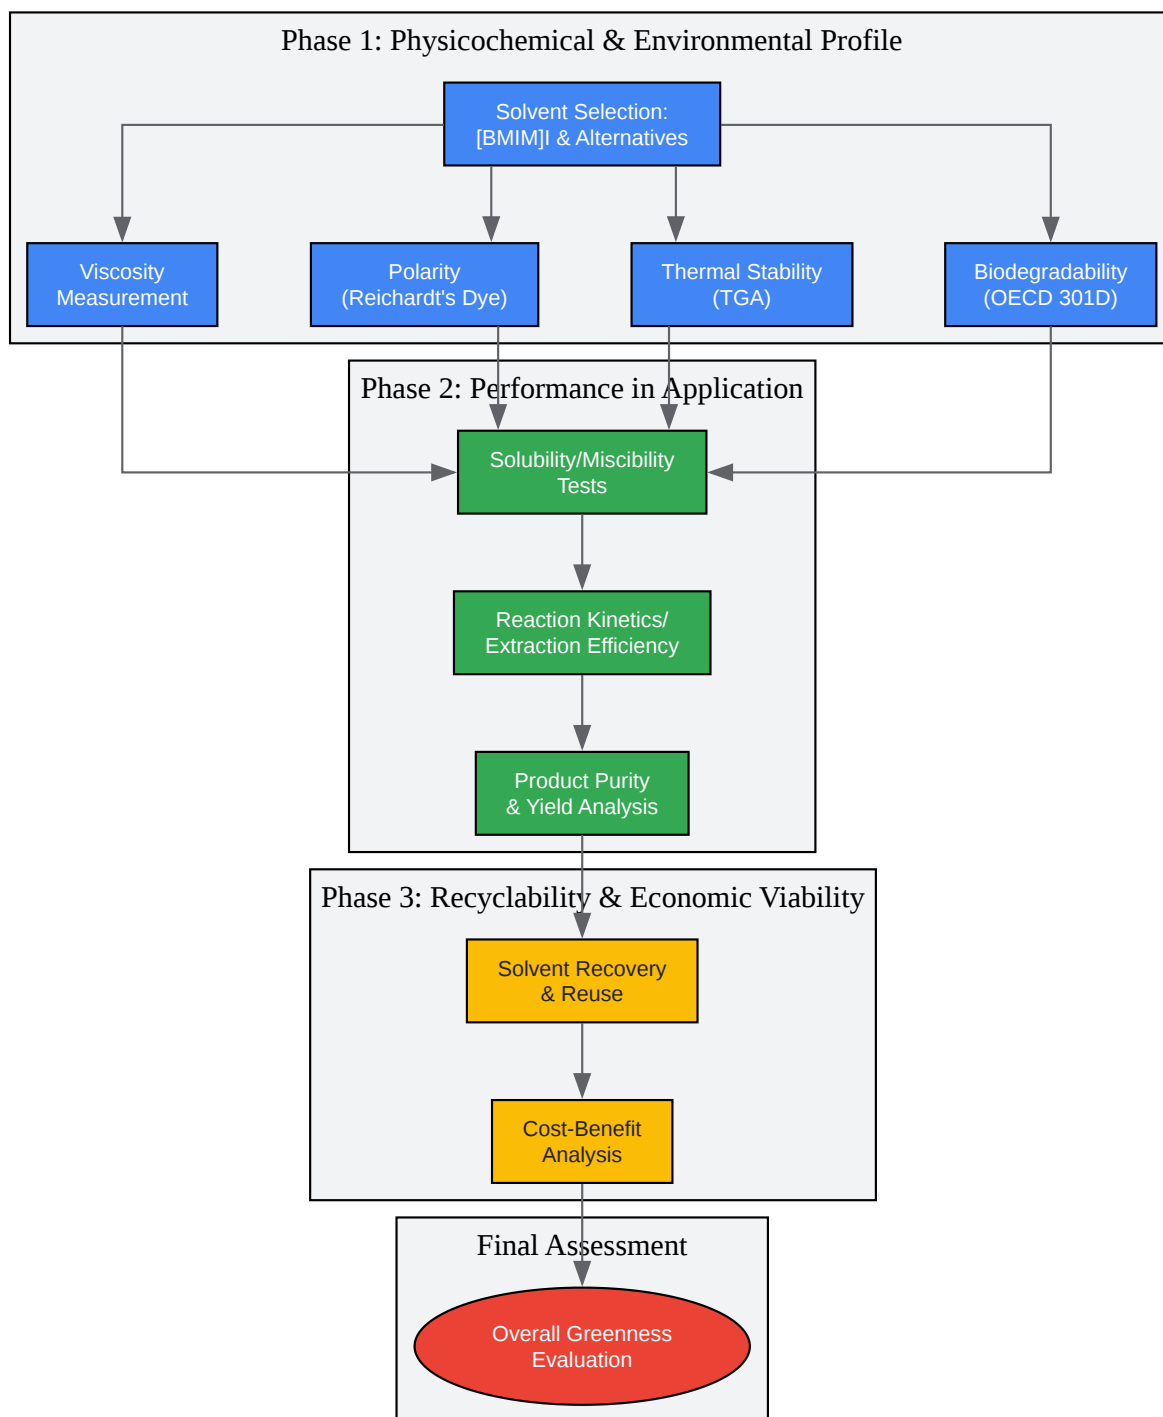 Phase 1: Physicochemical & Environmental Profile
Solvent Selection:
[BMIM]I & Alternatives
Viscosity
Measurement
Polarity
(Reichardt's Dye)
Thermal Stability
(TGA)
Biodegradability
(OECD 301D)
Phase 2: Performance in Application
Solubility/Miscibility
Tests
Reaction Kinetics/
Extraction Efficiency
Product Purity
& Yield Analysis
Phase 3: Recyclability & Economic Viability
Solvent Recovery
& Reuse
Cost-Benefit
Analysis
Final Assessment
Overall Greenness
Evaluation